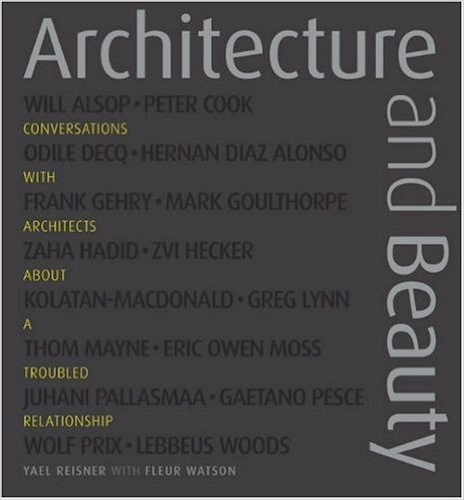 Architecture
and Beauty
WILL ALSOP • PETER COOK
CONVERSATIONS
ODILE DECQ • HERNAN DIAZ ALONSO
WITH
FRANK GEHRY • MARK GOULTHORPE
ARCHITECTS
ZAHA HADID • ZVI HECKER
ABOUT
KOLATAN-MACDONALD • GREG LYNN
A
THOM MAYNE • ERIC OWEN MOSS
TROUBLED
JUHANI PALLASMAA • GAETANO PESCE
RELATIONSHIP
WOLF PRIX • LEBBEUS WOODS
YAEL REISNER WITH FLEUR WATSON